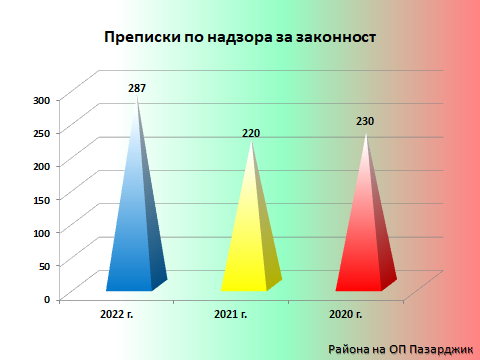 Преписки по надзора за законност
287
220
230
300
250
200
150
100
50
0
2022 г.
2021 г.
2020 г.
Района на ОП Пазарджик